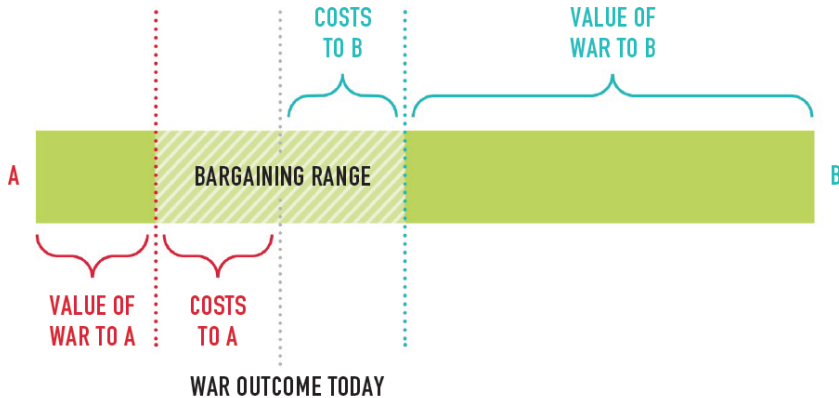 COSTS
TO B
VALUE OF
WAR TO B
A
BARGAINING RANGE
B
VALUE OF
WAR TO A
COSTS
TO A
WAR OUTCOME TODAY